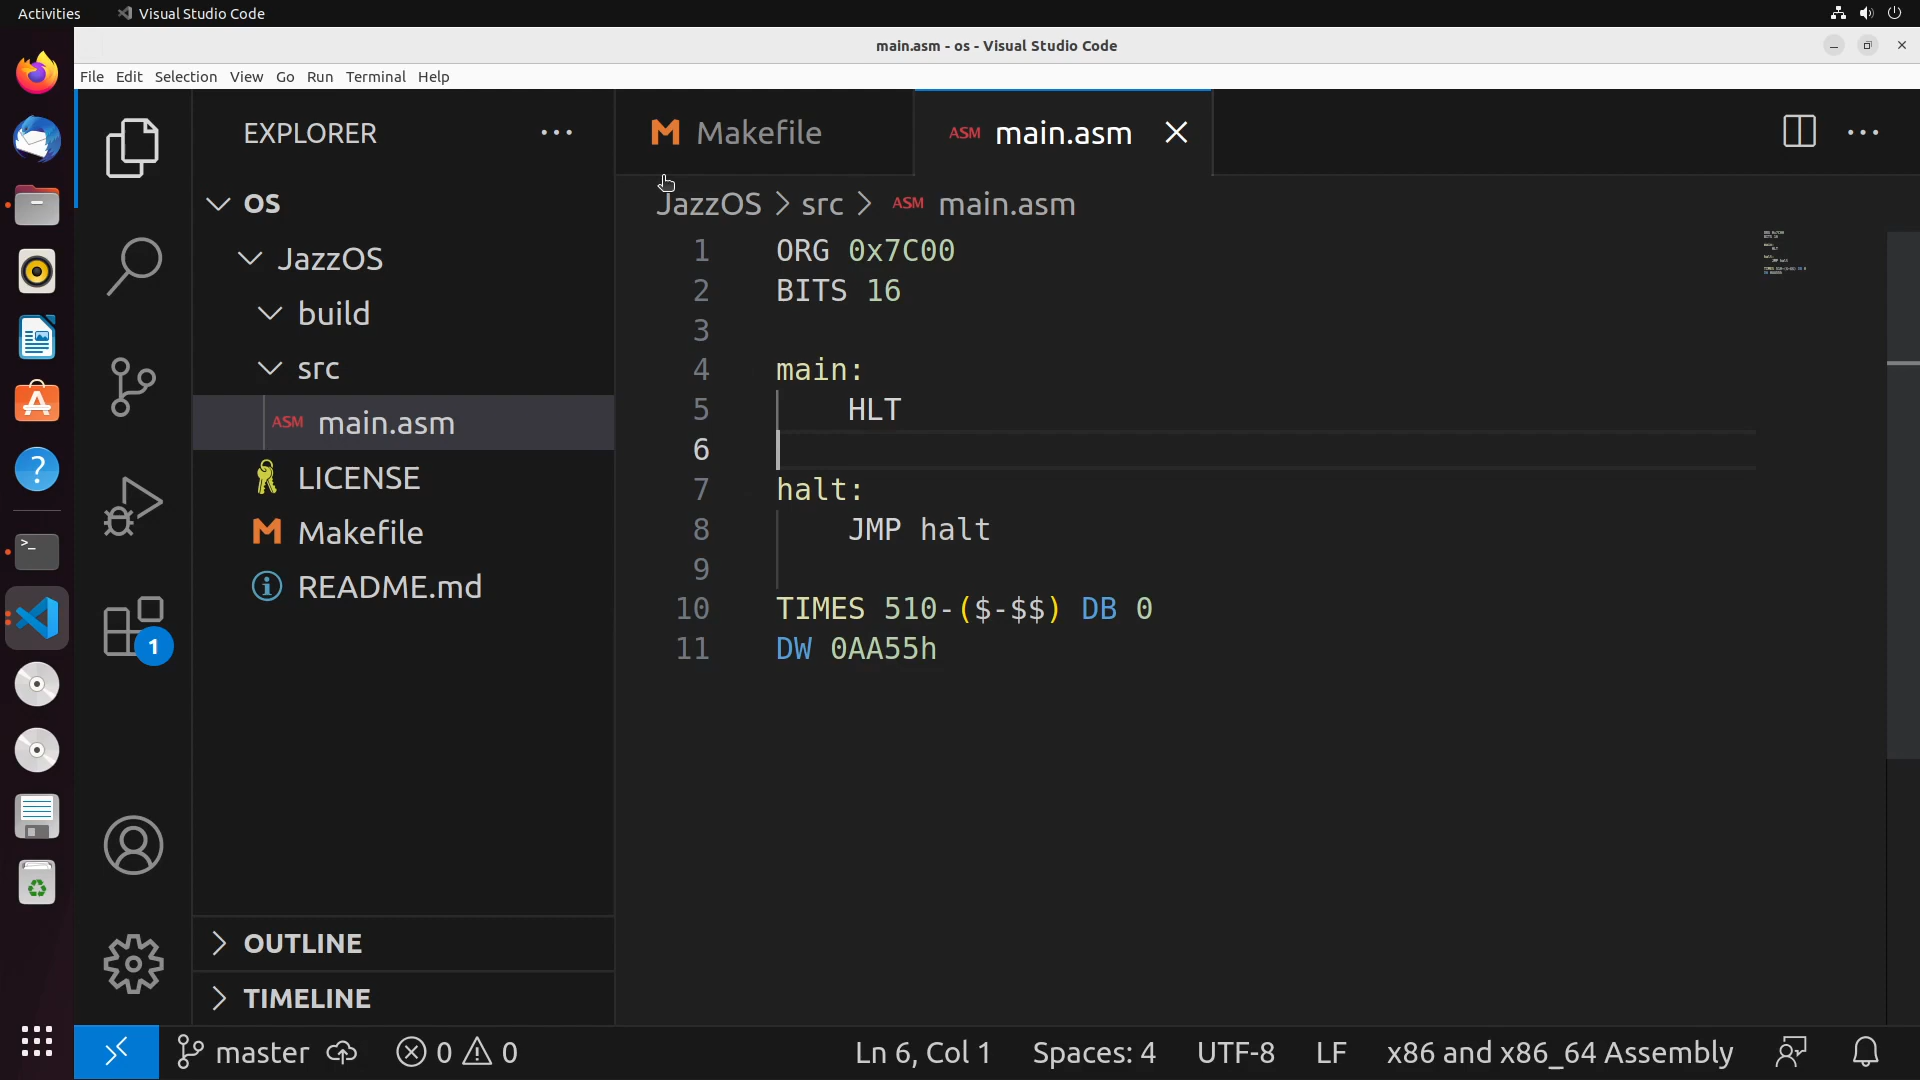 Activities
Visual Studio Code
main.asm - os - Visual Studio Code
File Edit Selection View Go Run Terminal Help
EXPLORER
OS
JazzOS
build
src
ASM main.asm
LICENSE
M Makefile
README.md
OUTLINE
TIMELINE
1
M Makefile
ASM main.asm
JazzOS > src > ASM main.asm
1 ORG 0x7C00
2 BITS 16
3
4 main:
5 HLT
6
7 halt:
8 JMP halt
9
10 TIMES 510-($-$$) DB 0
11 DW 0AA55h
master
0
0
Ln 6, Col 1
Spaces: 4
UTF-8
LF
x86 and x86_64 Assembly